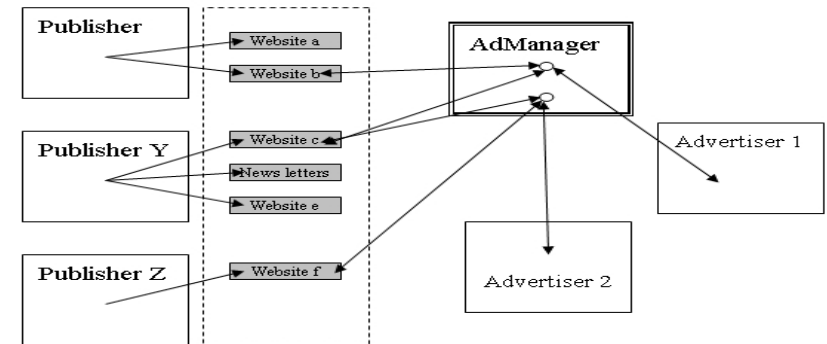 Publisher
Website a
Website b
AdManager
Publisher Y
Website c
News letters
Website e
Advertiser 1
Publisher Z
Website f
Advertiser 2